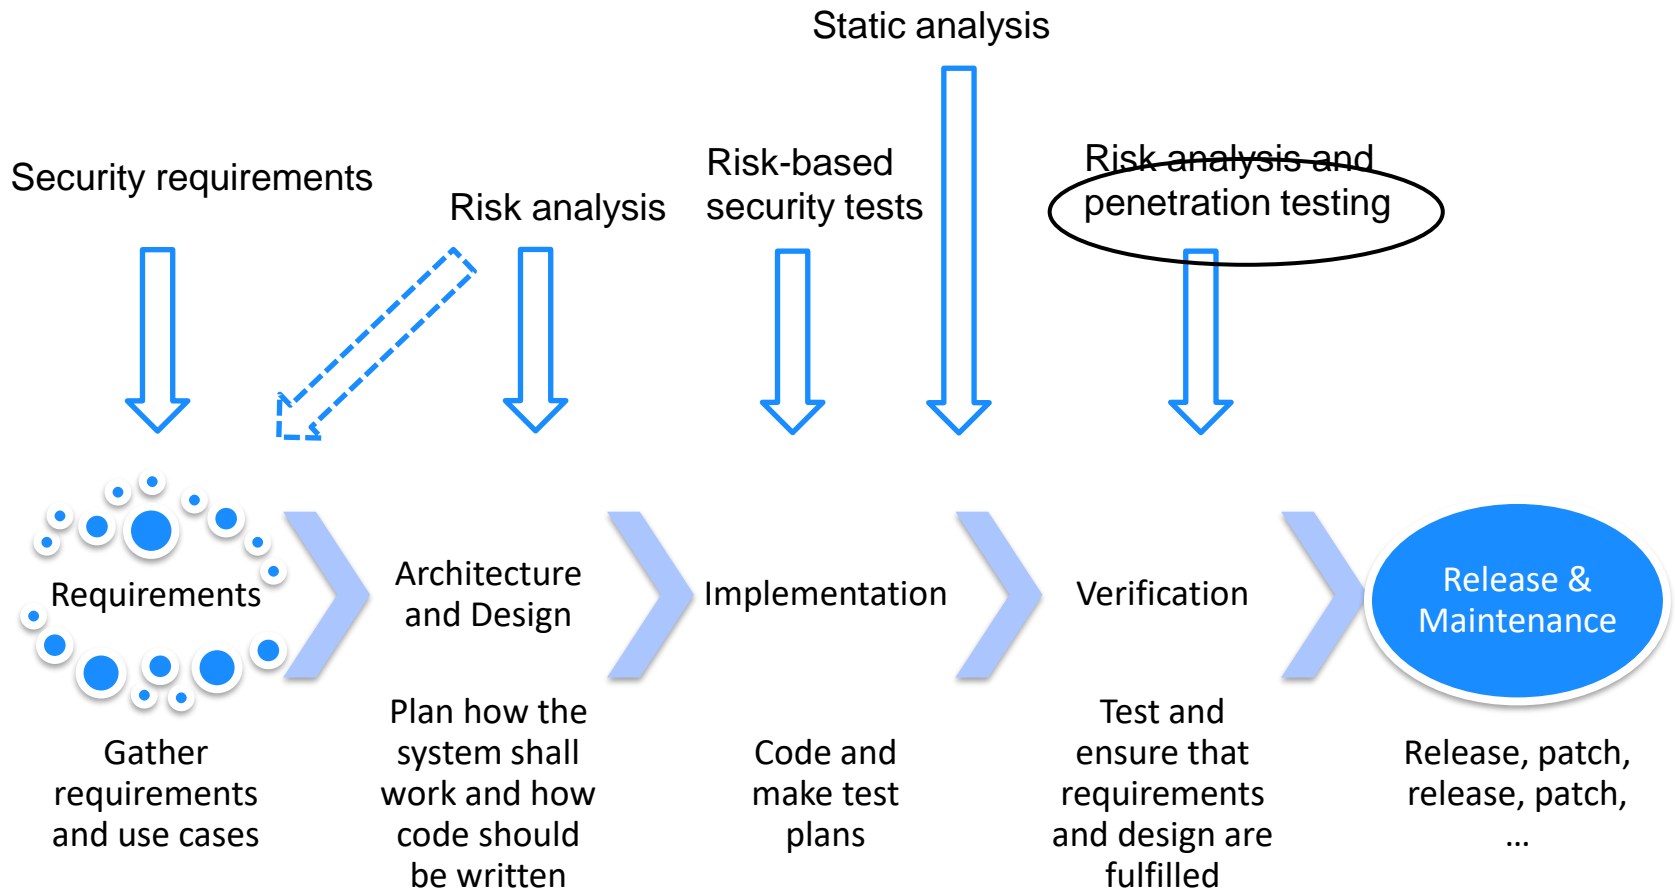 Static analysis
Security requirements
Risk analysis
Risk-based
security tests
Risk analysis and
penetration testing
Requirements
Architecture
and Design
Implementation
Verification
Release &
Maintenance
Gather
requirements
and use cases
Plan how the
system shall
work and how
code should
be written
Code and
make test
plans
Test and
ensure that
requirements
and design are
fulfilled
Release, patch,
release, patch,
...